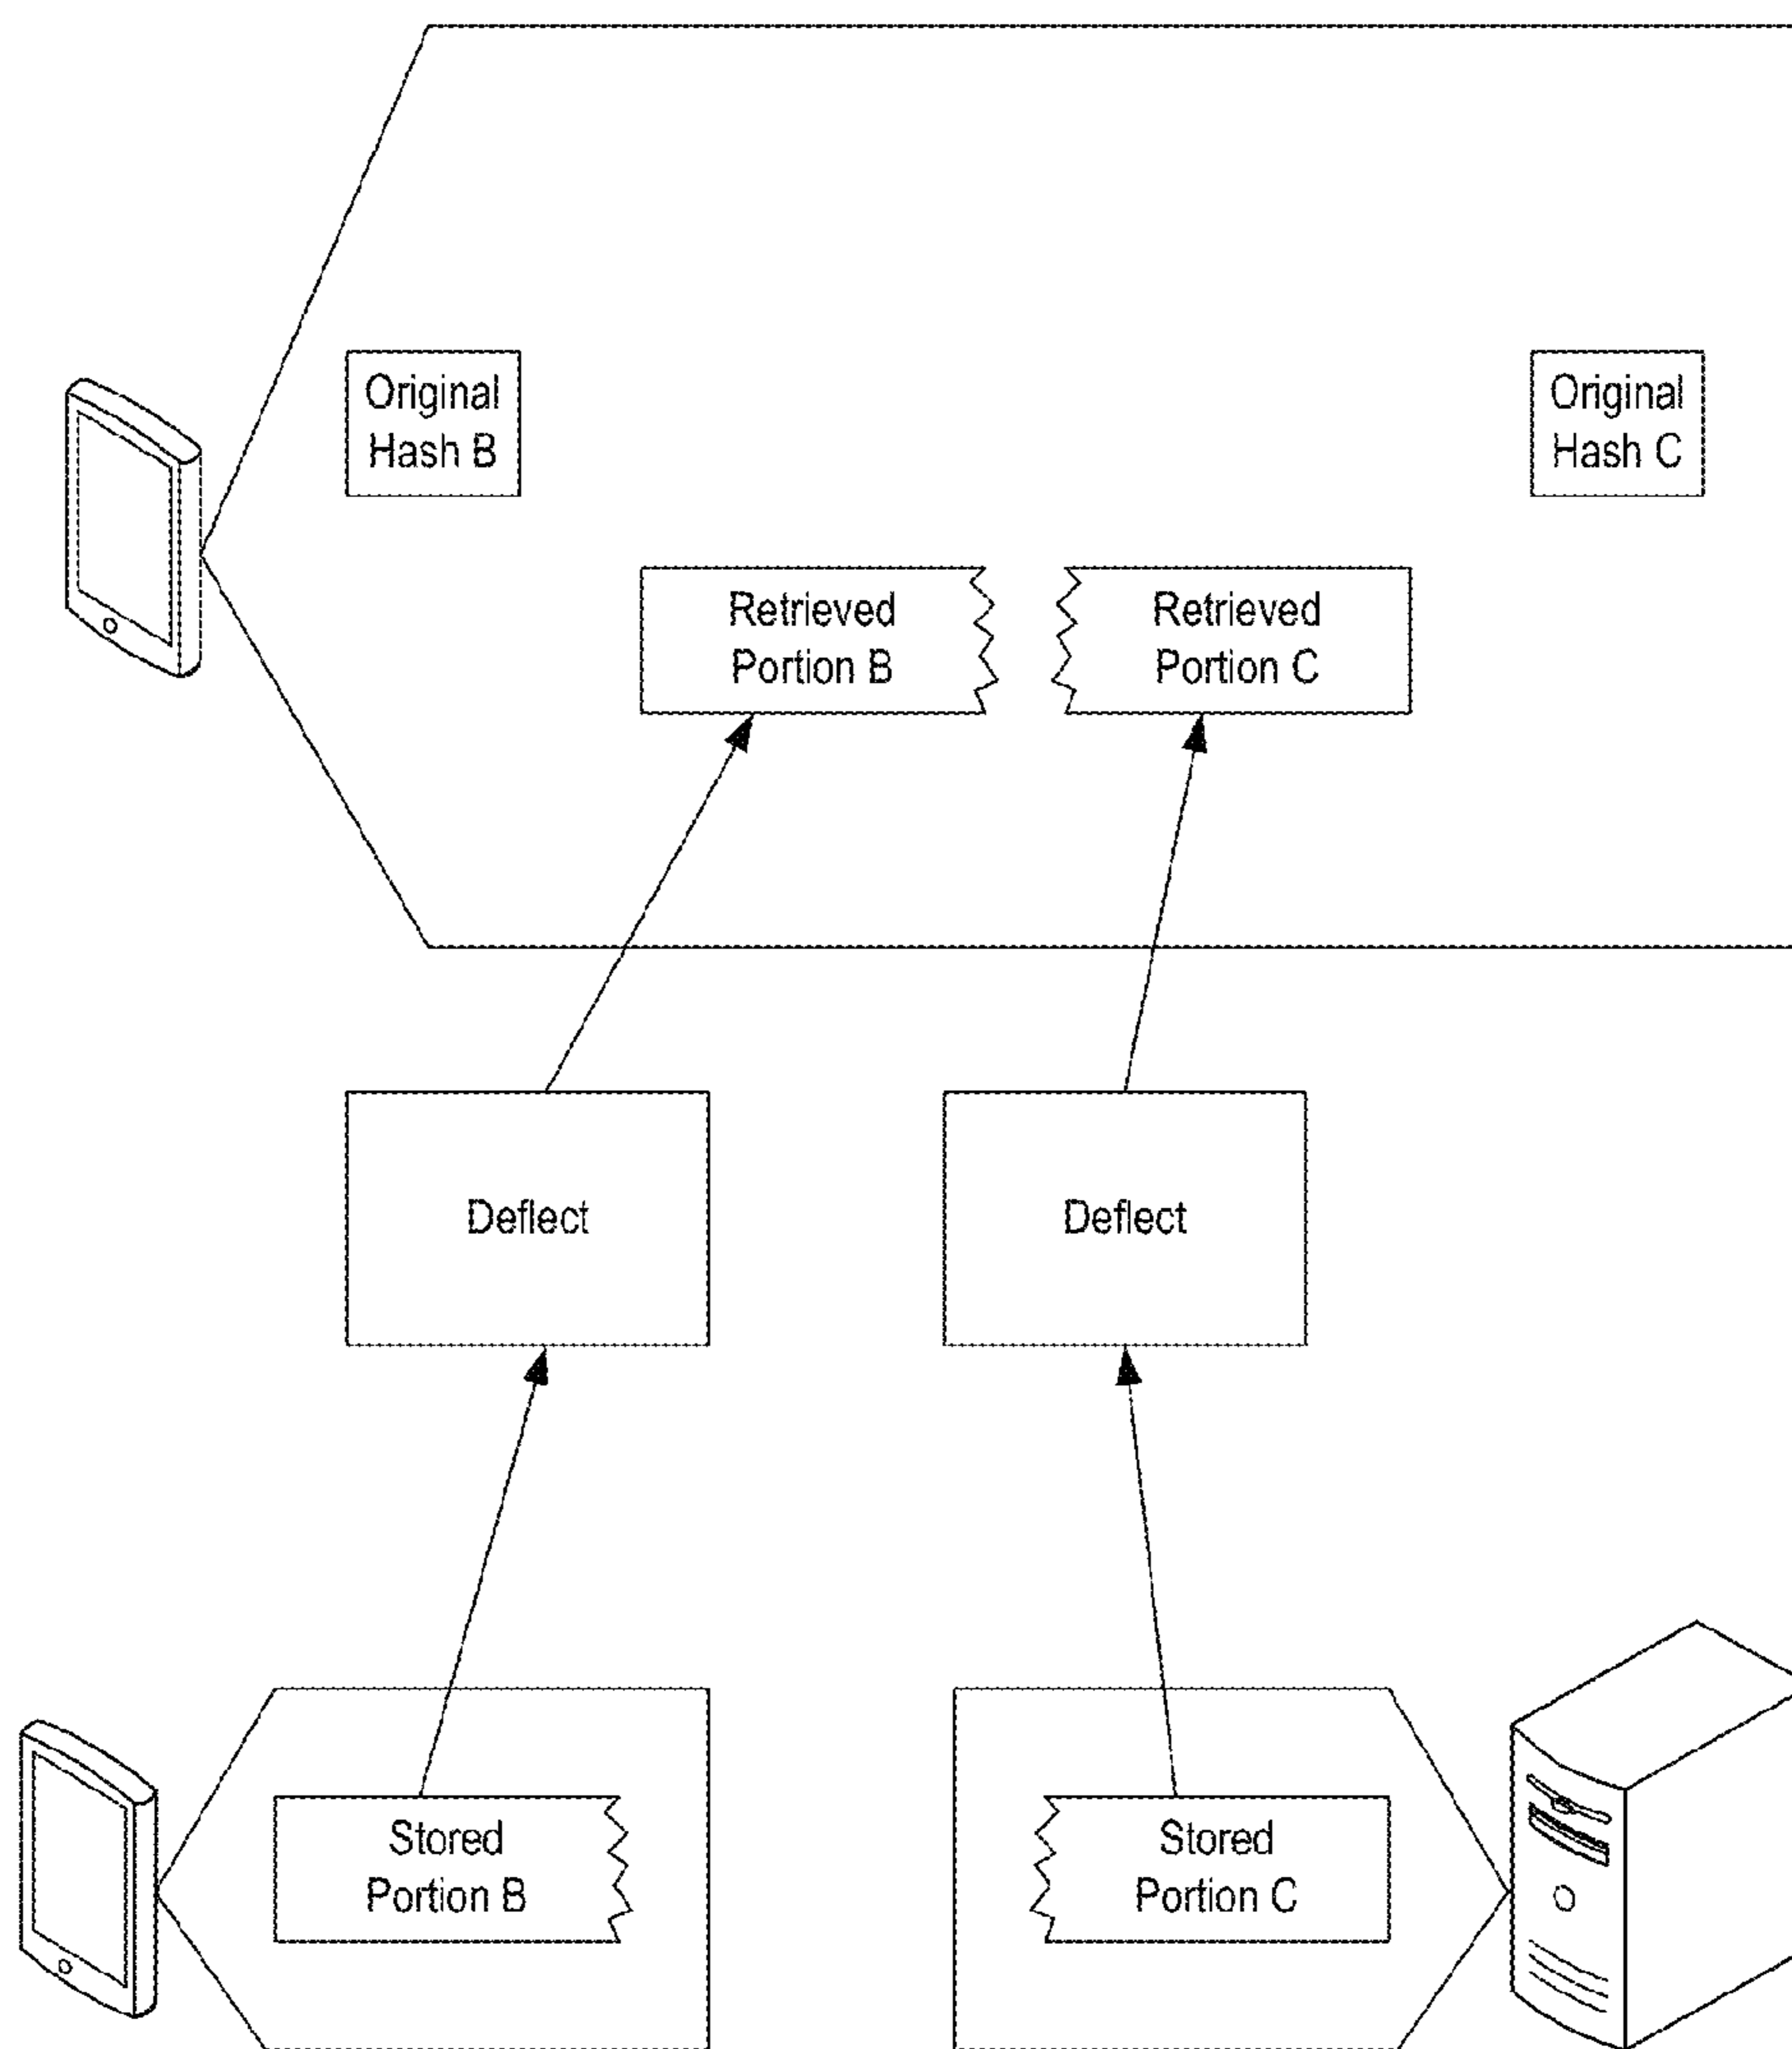 Original
Hash B
Original
Hash C
Retrieved
Portion B
Retrieved
Portion C
Deflect
Deflect
Stored
Portion B
Stored
Portion C